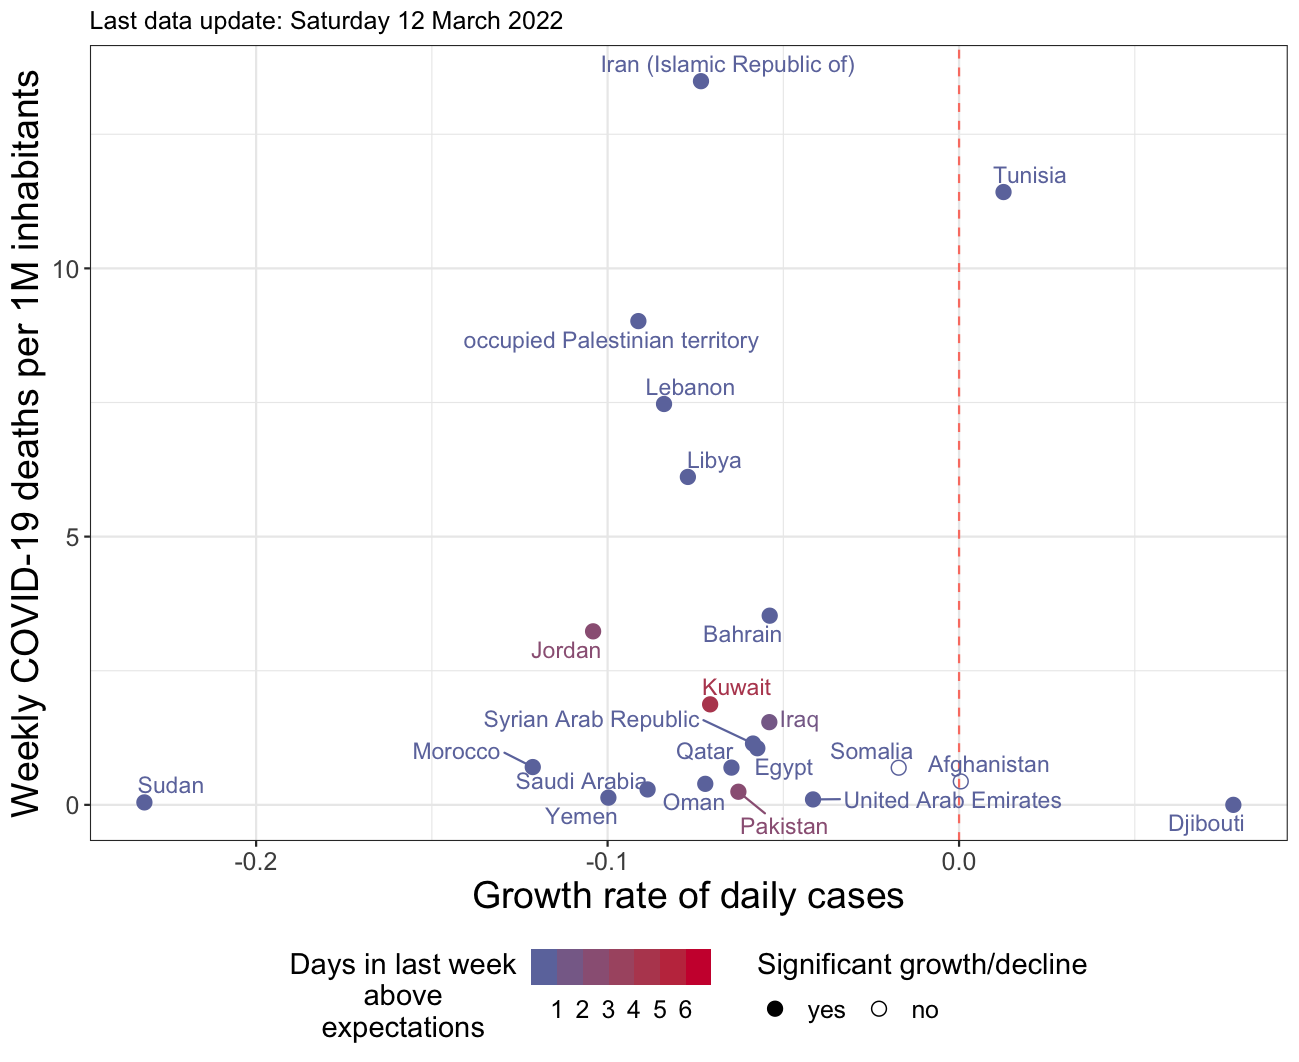 Last data update: Saturday 12 March 2022
Weekly COVID-19 deaths per 1M inhabitants
Iran (Islamic Republic of)
Tunisia
10
occupied Palestinian territory
Lebanon
Libya
5
Bahrain
Jordan
Kuwait
Syrian Arab Republic
Iraq
Morocco
Qatar
Somalia
Egypt
Afghanistan
Sudan
Saudi Arabia
0
Oman
United Arab Emirates
Yemen
Pakistan
Djibouti
-0.2
-0.1
0.0
Growth rate of daily cases
Days in last week
above
expectations
1 2 3 4 5 6
Significant growth/decline
yes
no